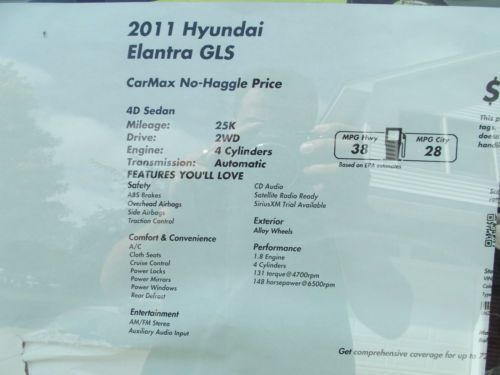 2011 Hyundai
Elantra GLS
CarMax No-Haggle Price
4D Sedan
Mileage: 25K
Drive: 2WD
Engine: 4 Cylinders
Transmission: Automatic
FEATURES YOU'LL LOVE
Safety
ABS Brakes
Overhead Airbags
Side Airbags
Traction Control
Comfort & Convenience
A/C
Cloth Seats
Cruise Control
Power Locks
Power Mirrors
Power Windows
Rear Defrost
Entertainment
AM/FM Stereo
Auxiliary Audio Input
CD Audio
Satellite Radio Ready
SiriusXM Trial Available
Exterior
Alloy Wheels
Performance
1.8 Engine
4 Cylinders
131 torque@4700rpm
148 horsepower@6500rpm
MPG Hwy
38
MPG City
28
Based on EPA estimates
$
This p
tags,
handli
Get comprehensive coverage for up to 72